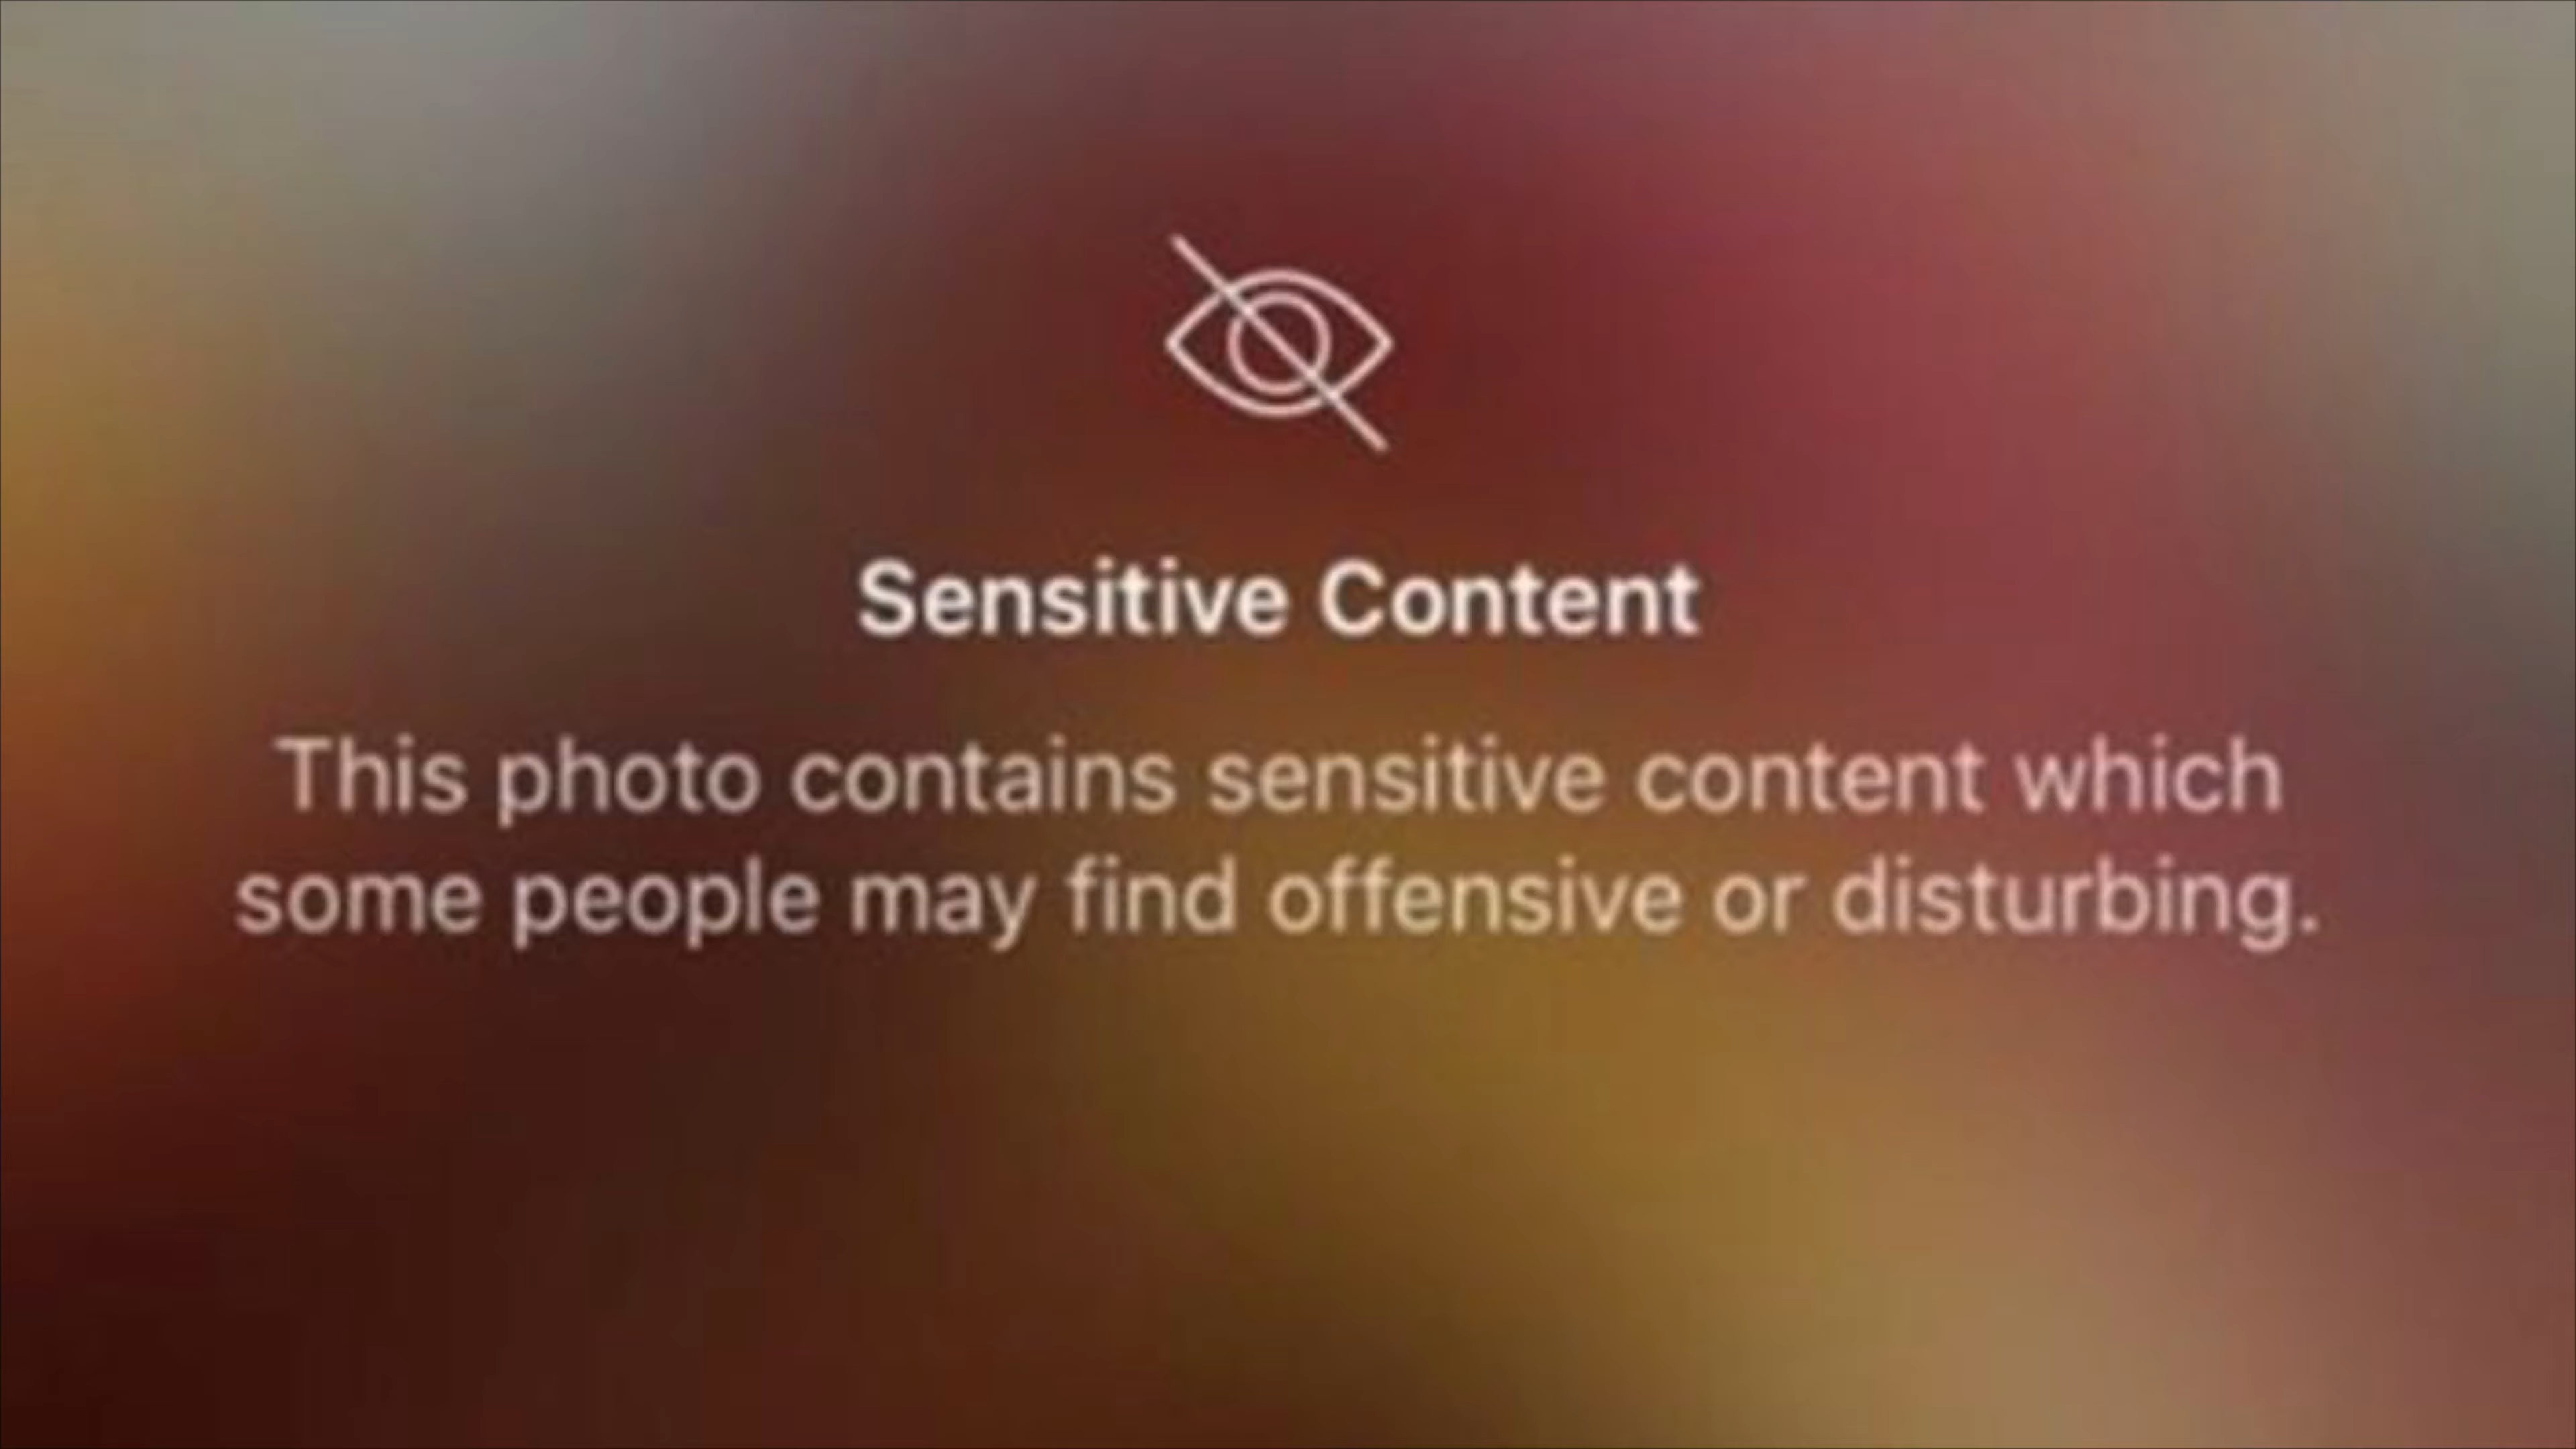 Sensitive Content
This photo contains sensitive content which
some people may find offensive or disturbing.